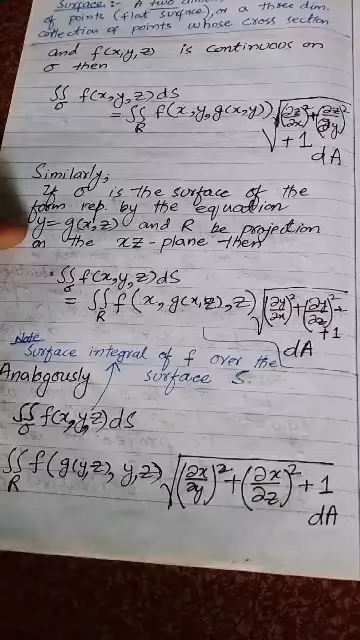 Surface:- A two dim
of points (flat surface), or a three dim.
collection of points whose cross section
and f(x,y,z) is continuous on
σ then
∬σ f(x,y,z)dS
= ∬R f(x,y,g(x,y)) √(∂z/∂x)²+(∂z/∂y)²+1 dA
Similarly,
If σ is the surface of the
form rep. by the equation
y=g(x,z) and R be projection
on the xz-plane then
∬σ f(x,y,z)dS
= ∬R f(x, g(x,z), z) √(∂y/∂x)²+(∂y/∂z)²+1 dA
Note
Surface integral of f over the
surface S.
Analogously
∬σ f(x,y,z)dS
∬R f(g(y,z), y,z) √(∂x/∂y)²+(∂x/∂z)²+1
dA